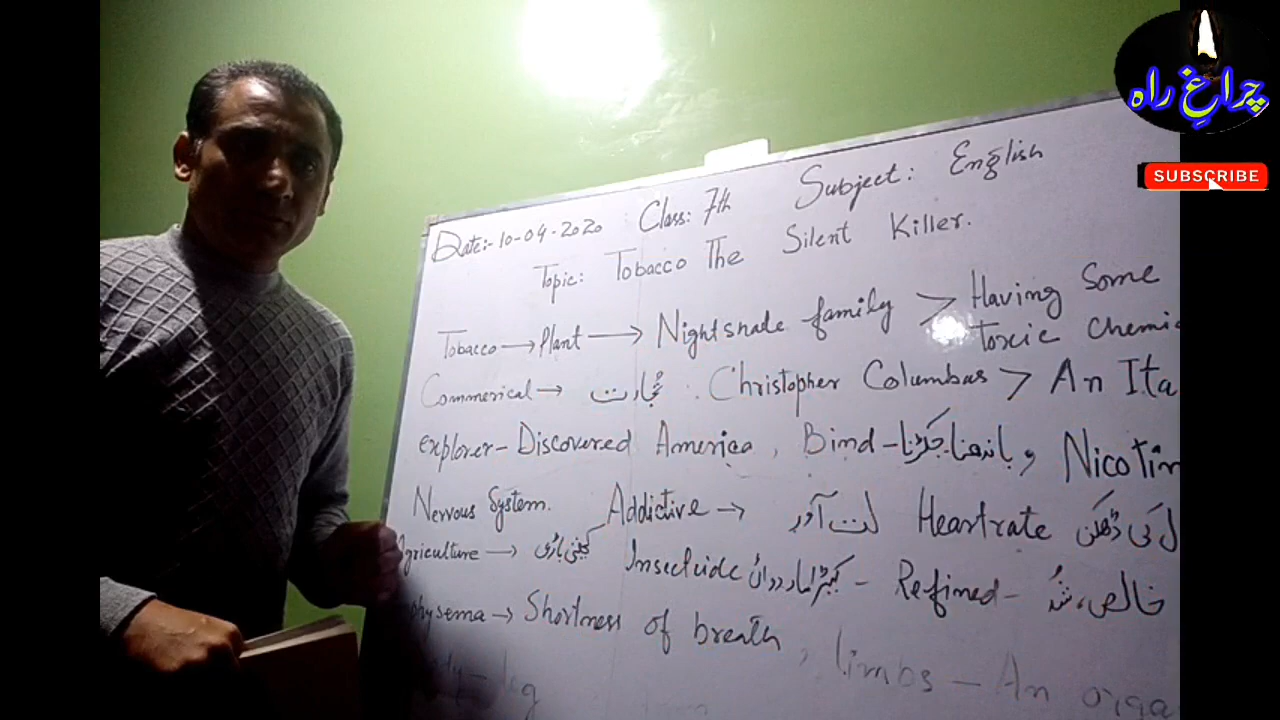 چراغِ راہ
SUBSCRIBE
Date:- 10-04-2020 Class: 7th Subject: English
Topic: Tobacco The Silent Killer.
Tobacco → Plant → Nightshade family > Having Some
toxic chemic
Commerical → تجارت . Christopher Columbus > An Ita
explorer - Discovered America , Bind - باندھنا جکڑنا , Nicotin
Nervous System. Addictive → لت آور Heartrate دل کی دھڑکن
Agriculture → کھیتی باڑی Insecticide کیڑے مار دوائی - Refined - خالص شدہ
physema → Shortness of breath , limbs - An orga
leg